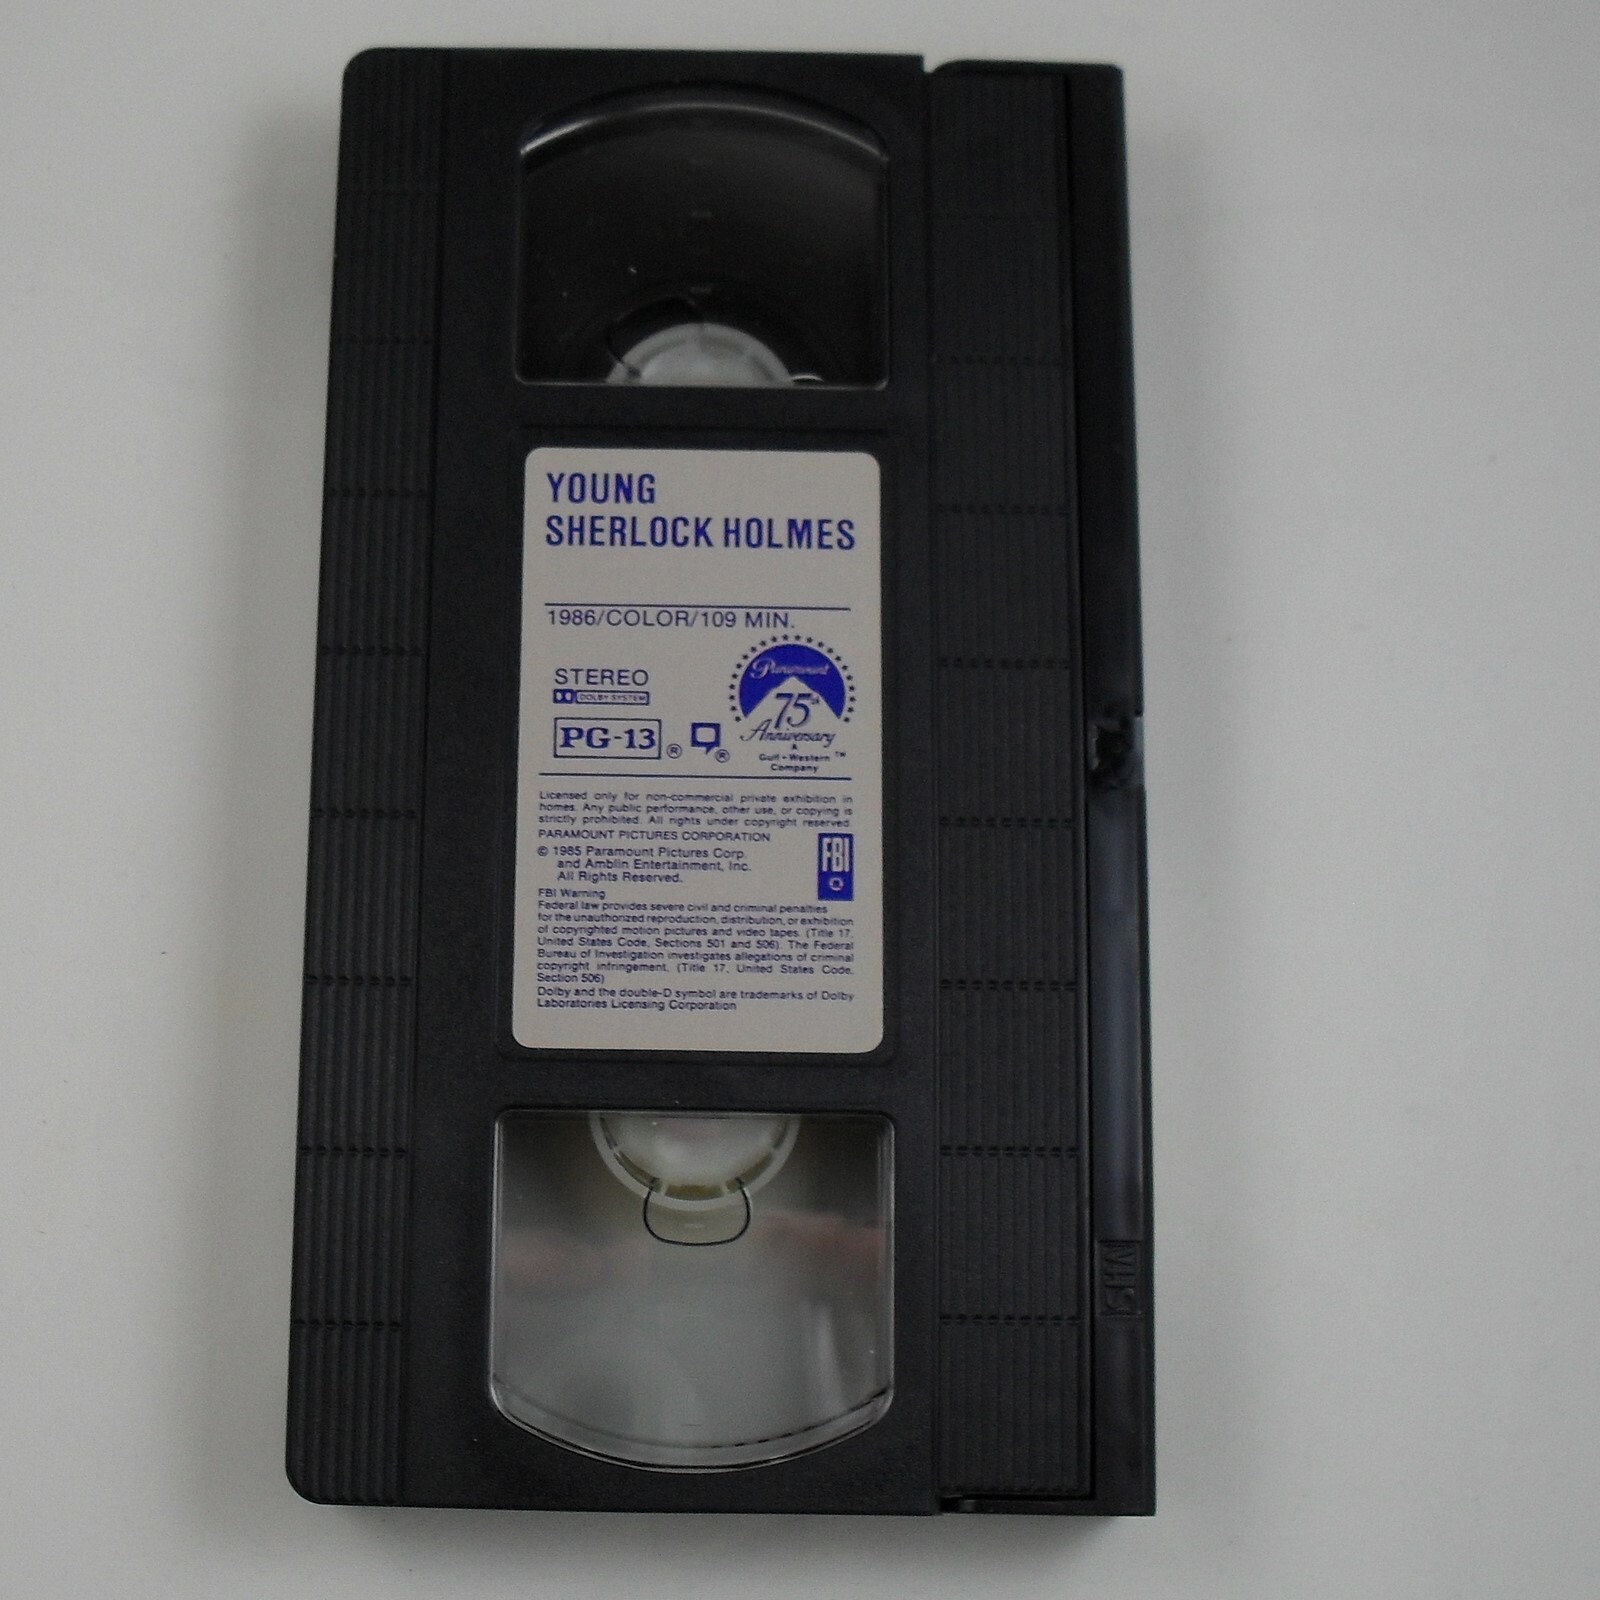 YOUNG
SHERLOCK HOLMES
1986/COLOR/109 MIN.
STEREO
DOLBY SYSTEM
PG-13 ® ®
Paramount
75th
Anniversary
A
Gulf+Western ™
Company
Licensed only for non-commercial private exhibition in
homes. Any public performance, other use, or copying is
strictly prohibited. All rights under copyright reserved.
PARAMOUNT PICTURES CORPORATION
© 1985 Paramount Pictures Corp.
and Amblin Entertainment, Inc.
All Rights Reserved.
FBI
FBI Warning
Federal law provides severe civil and criminal penalties
for the unauthorized reproduction, distribution, or exhibition
of copyrighted motion pictures and video tapes. (Title 17,
United States Code, Sections 501 and 506). The Federal
Bureau of Investigation investigates allegations of criminal
copyright infringement, (Title 17, United States Code,
Section 506)
Dolby and the double-D symbol are trademarks of Dolby
Laboratories Licensing Corporation
VHS